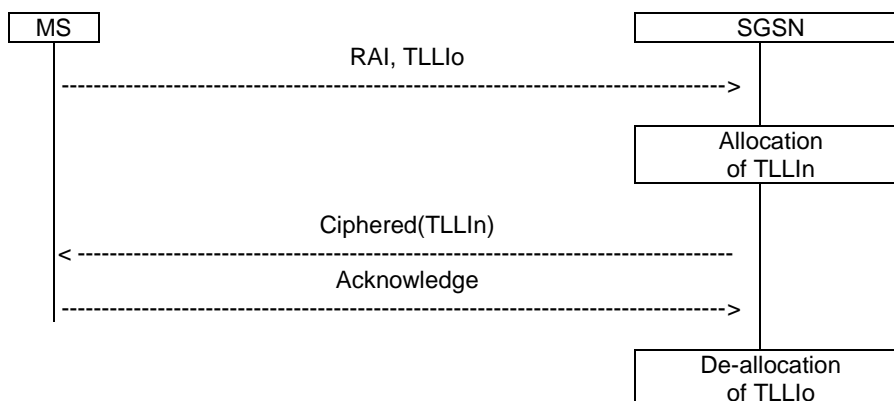 MS
SGSN
RAI, TLLIo
Allocation
of TLLIn
Ciphered(TLLIn)
Acknowledge
De-allocation
of TLLIo